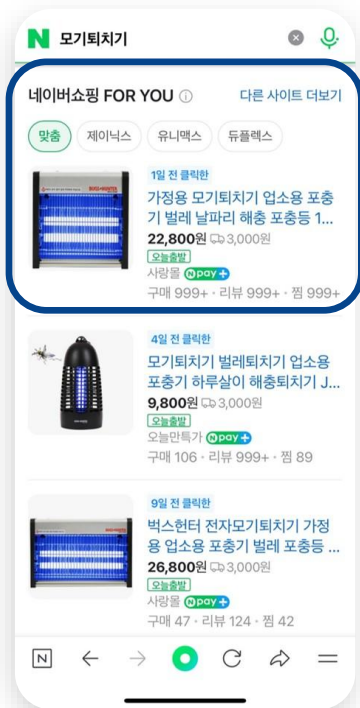 N 모기퇴치기
네이버쇼핑 FOR YOU
다른 사이트 더보기
맞춤 제이닉스 유니맥스 듀플렉스
1일 전 클릭한
가정용 모기퇴치기 업소용 포충
기 벌레 날파리 해충 포충등 1...
22,800원 3,000원
오늘출발
사랑몰 N pay+
구매 999+ · 리뷰 999+ · 찜 999+
4일 전 클릭한
모기퇴치기 벌레퇴치기 업소용
포충기 하루살이 해충퇴치기 J...
9,800원 3,000원
오늘출발
오늘만특가 N pay+
구매 106 · 리뷰 999+ · 찜 89
9일 전 클릭한
벅스헌터 전자모기퇴치기 가정
용 업소용 포충기 벌레 포충등 ...
26,800원 3,000원
오늘출발
사랑몰 N pay+
구매 47 · 리뷰 124 · 찜 42
N